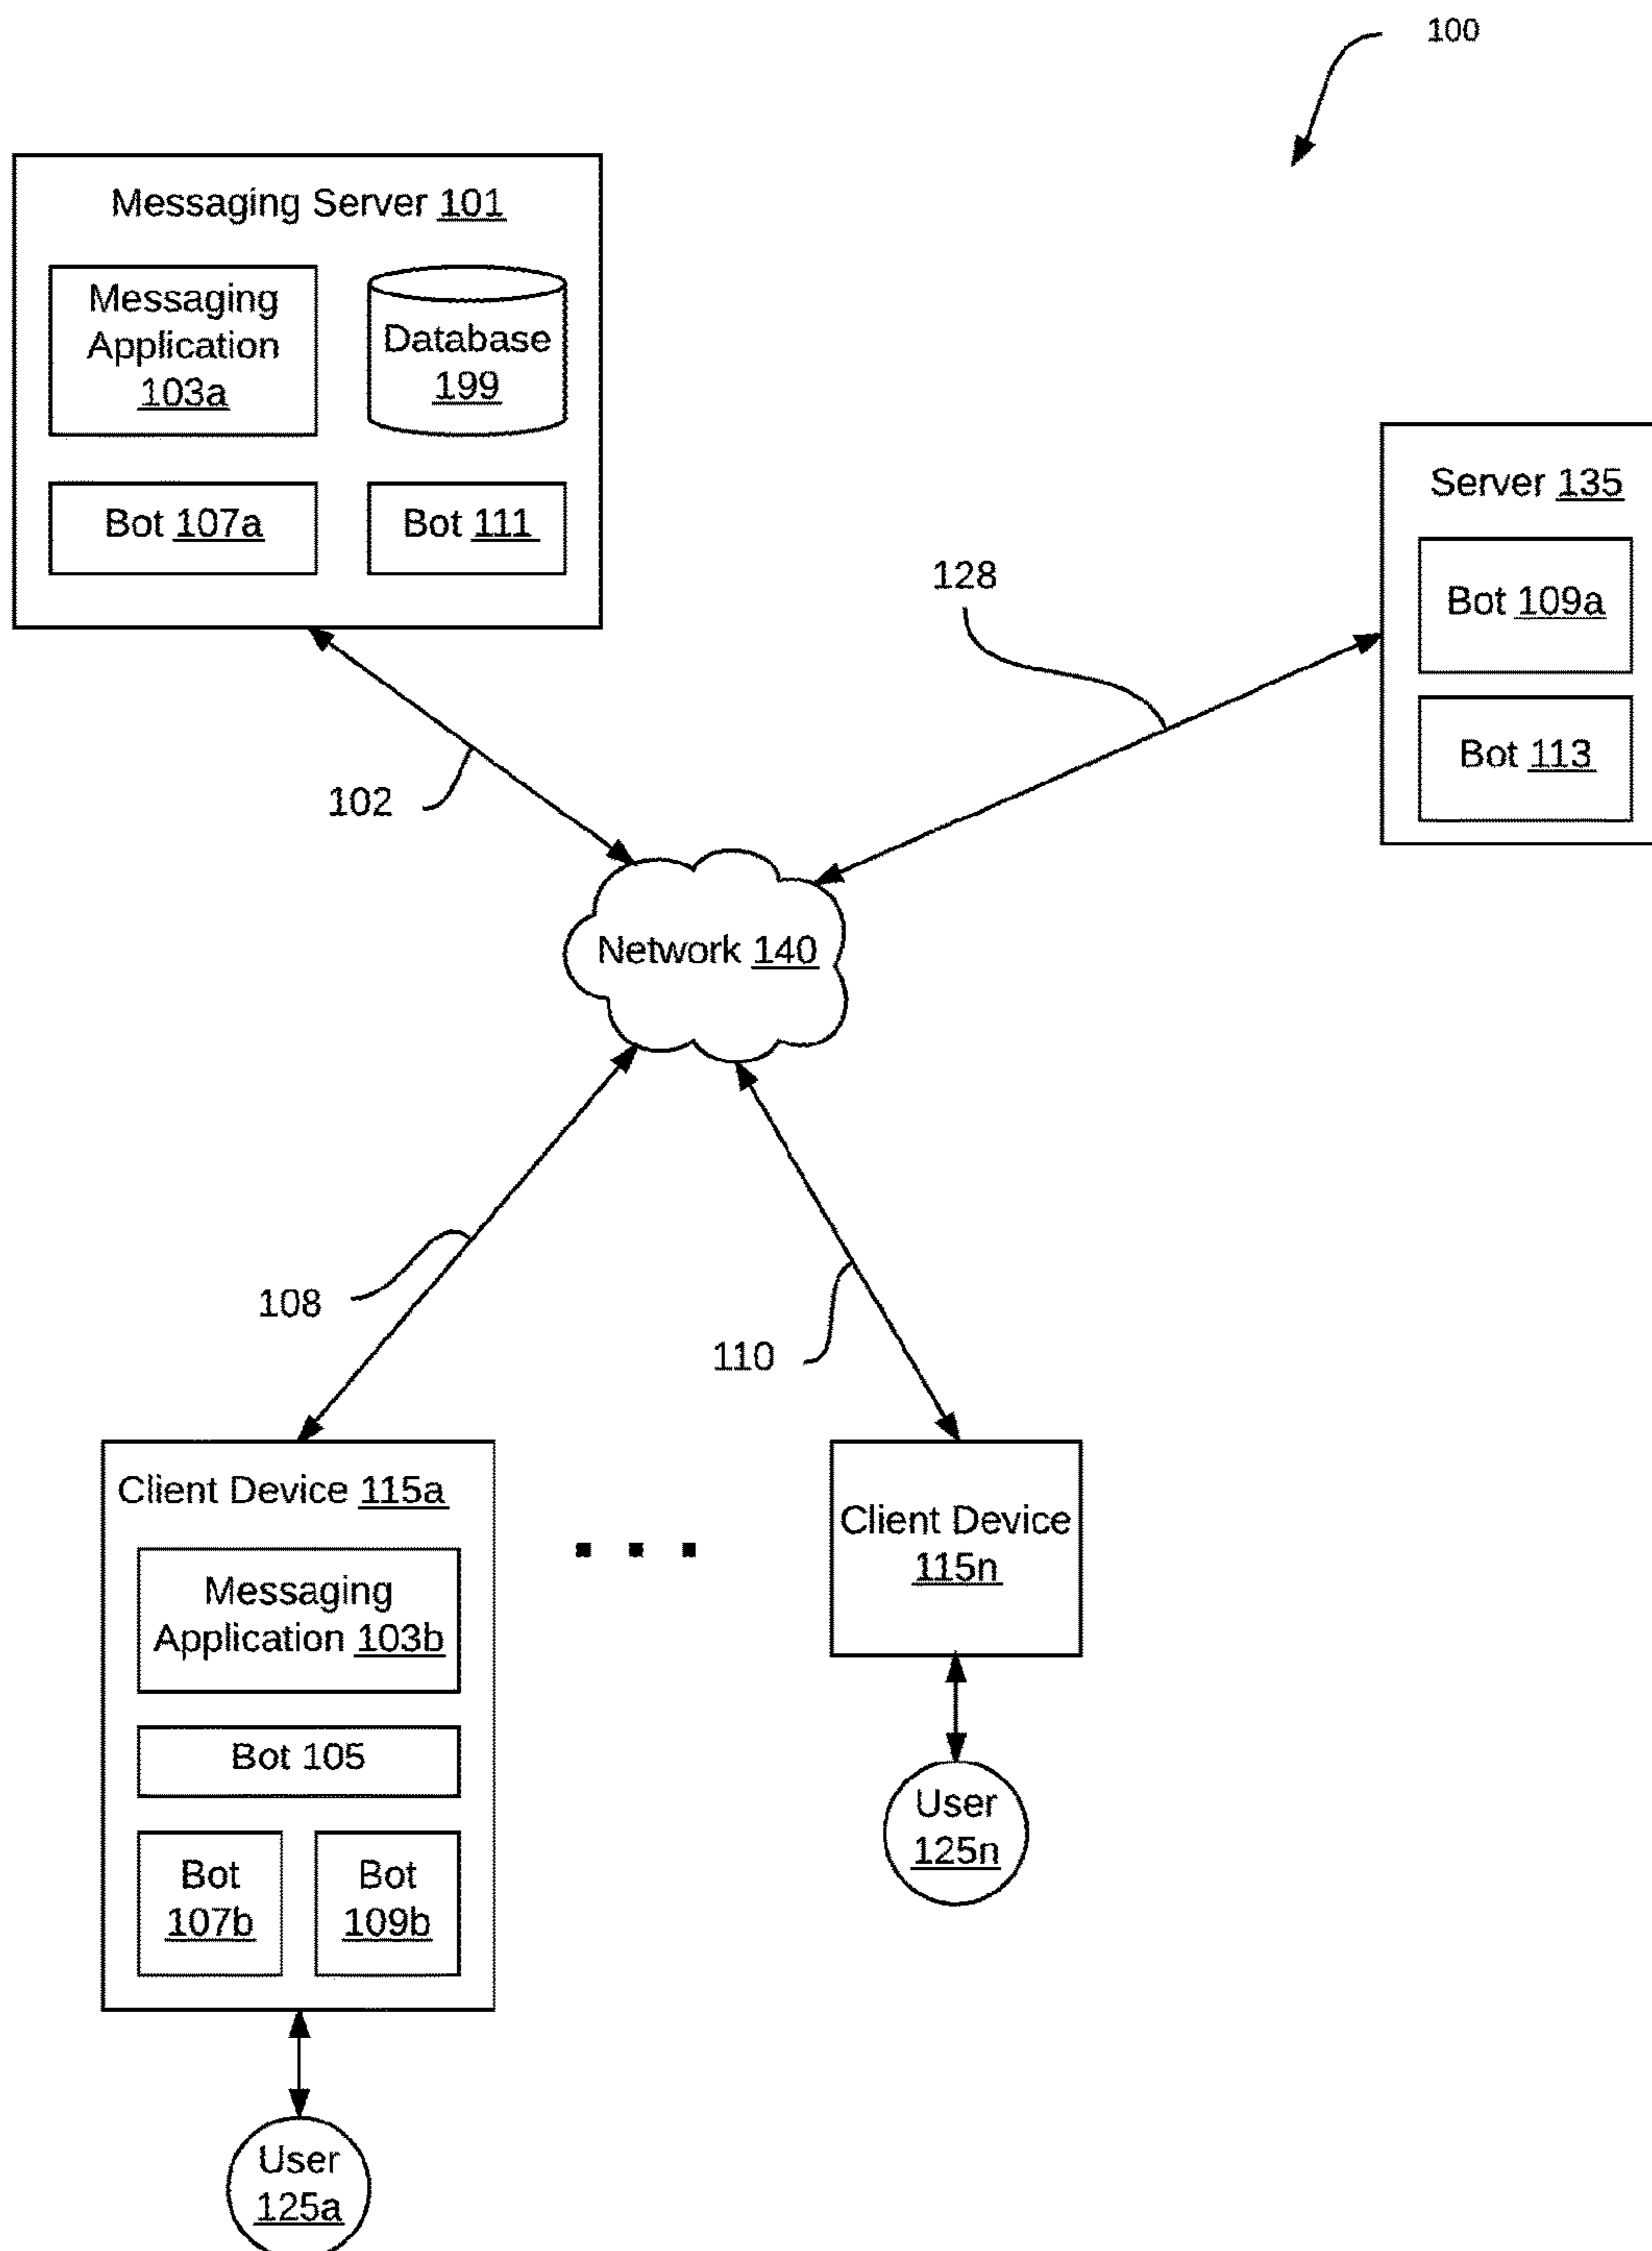 100
Messaging Server 101
Messaging
Application
103a
Database
199
Bot 107a
Bot 111
Server 135
Bot 109a
Bot 113
128
102
Network 140
108
110
Client Device 115a
Messaging
Application 103b
Bot 105
Bot
107b
Bot
109b
Client Device
115n
User
125n
User
125a